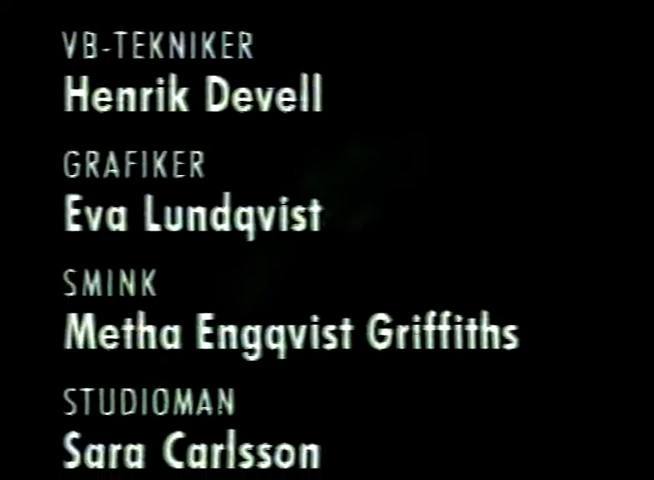 VB-TEKNIKER
Henrik Devell
GRAFIKER
Eva Lundqvist
SMINK
Metha Engqvist Griffiths
STUDIOMAN
Sara Carlsson